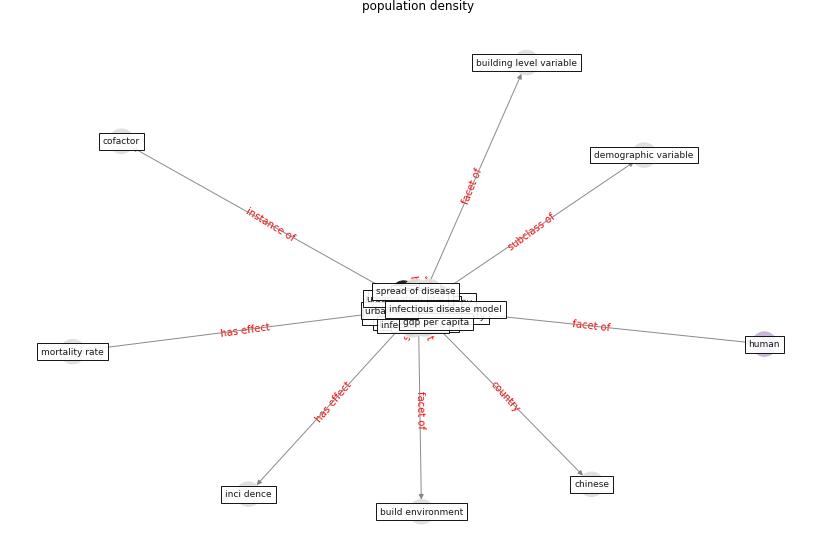 population density
building level variable
cofactor
demographic variable
facet of
instance of
subclass of
spread of disease
infectious disease model
gdp per capita
has effect
facet of
human
mortality rate
has effect
facet of
country
chinese
inci dence
build environment